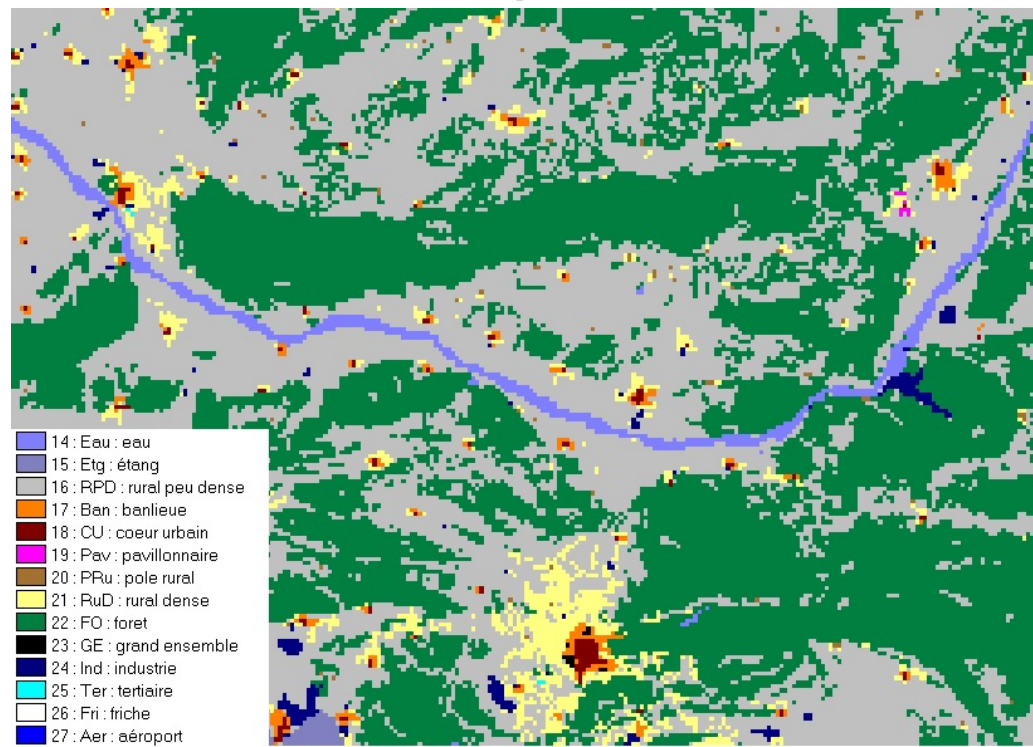 14 : Eau : eau
15 : Etg : étang
16 : RPD : rural peu dense
17 : Ban : banlieue
18 : CU : coeur urbain
19 : Pav : pavillonnaire
20 : PRu : pole rural
21 : RuD : rural dense
22 : FO : foret
23 : GE : grand ensemble
24 : Ind : industrie
25 : Ter : tertiaire
26 : Fri : friche
27 : Aer : aéroport